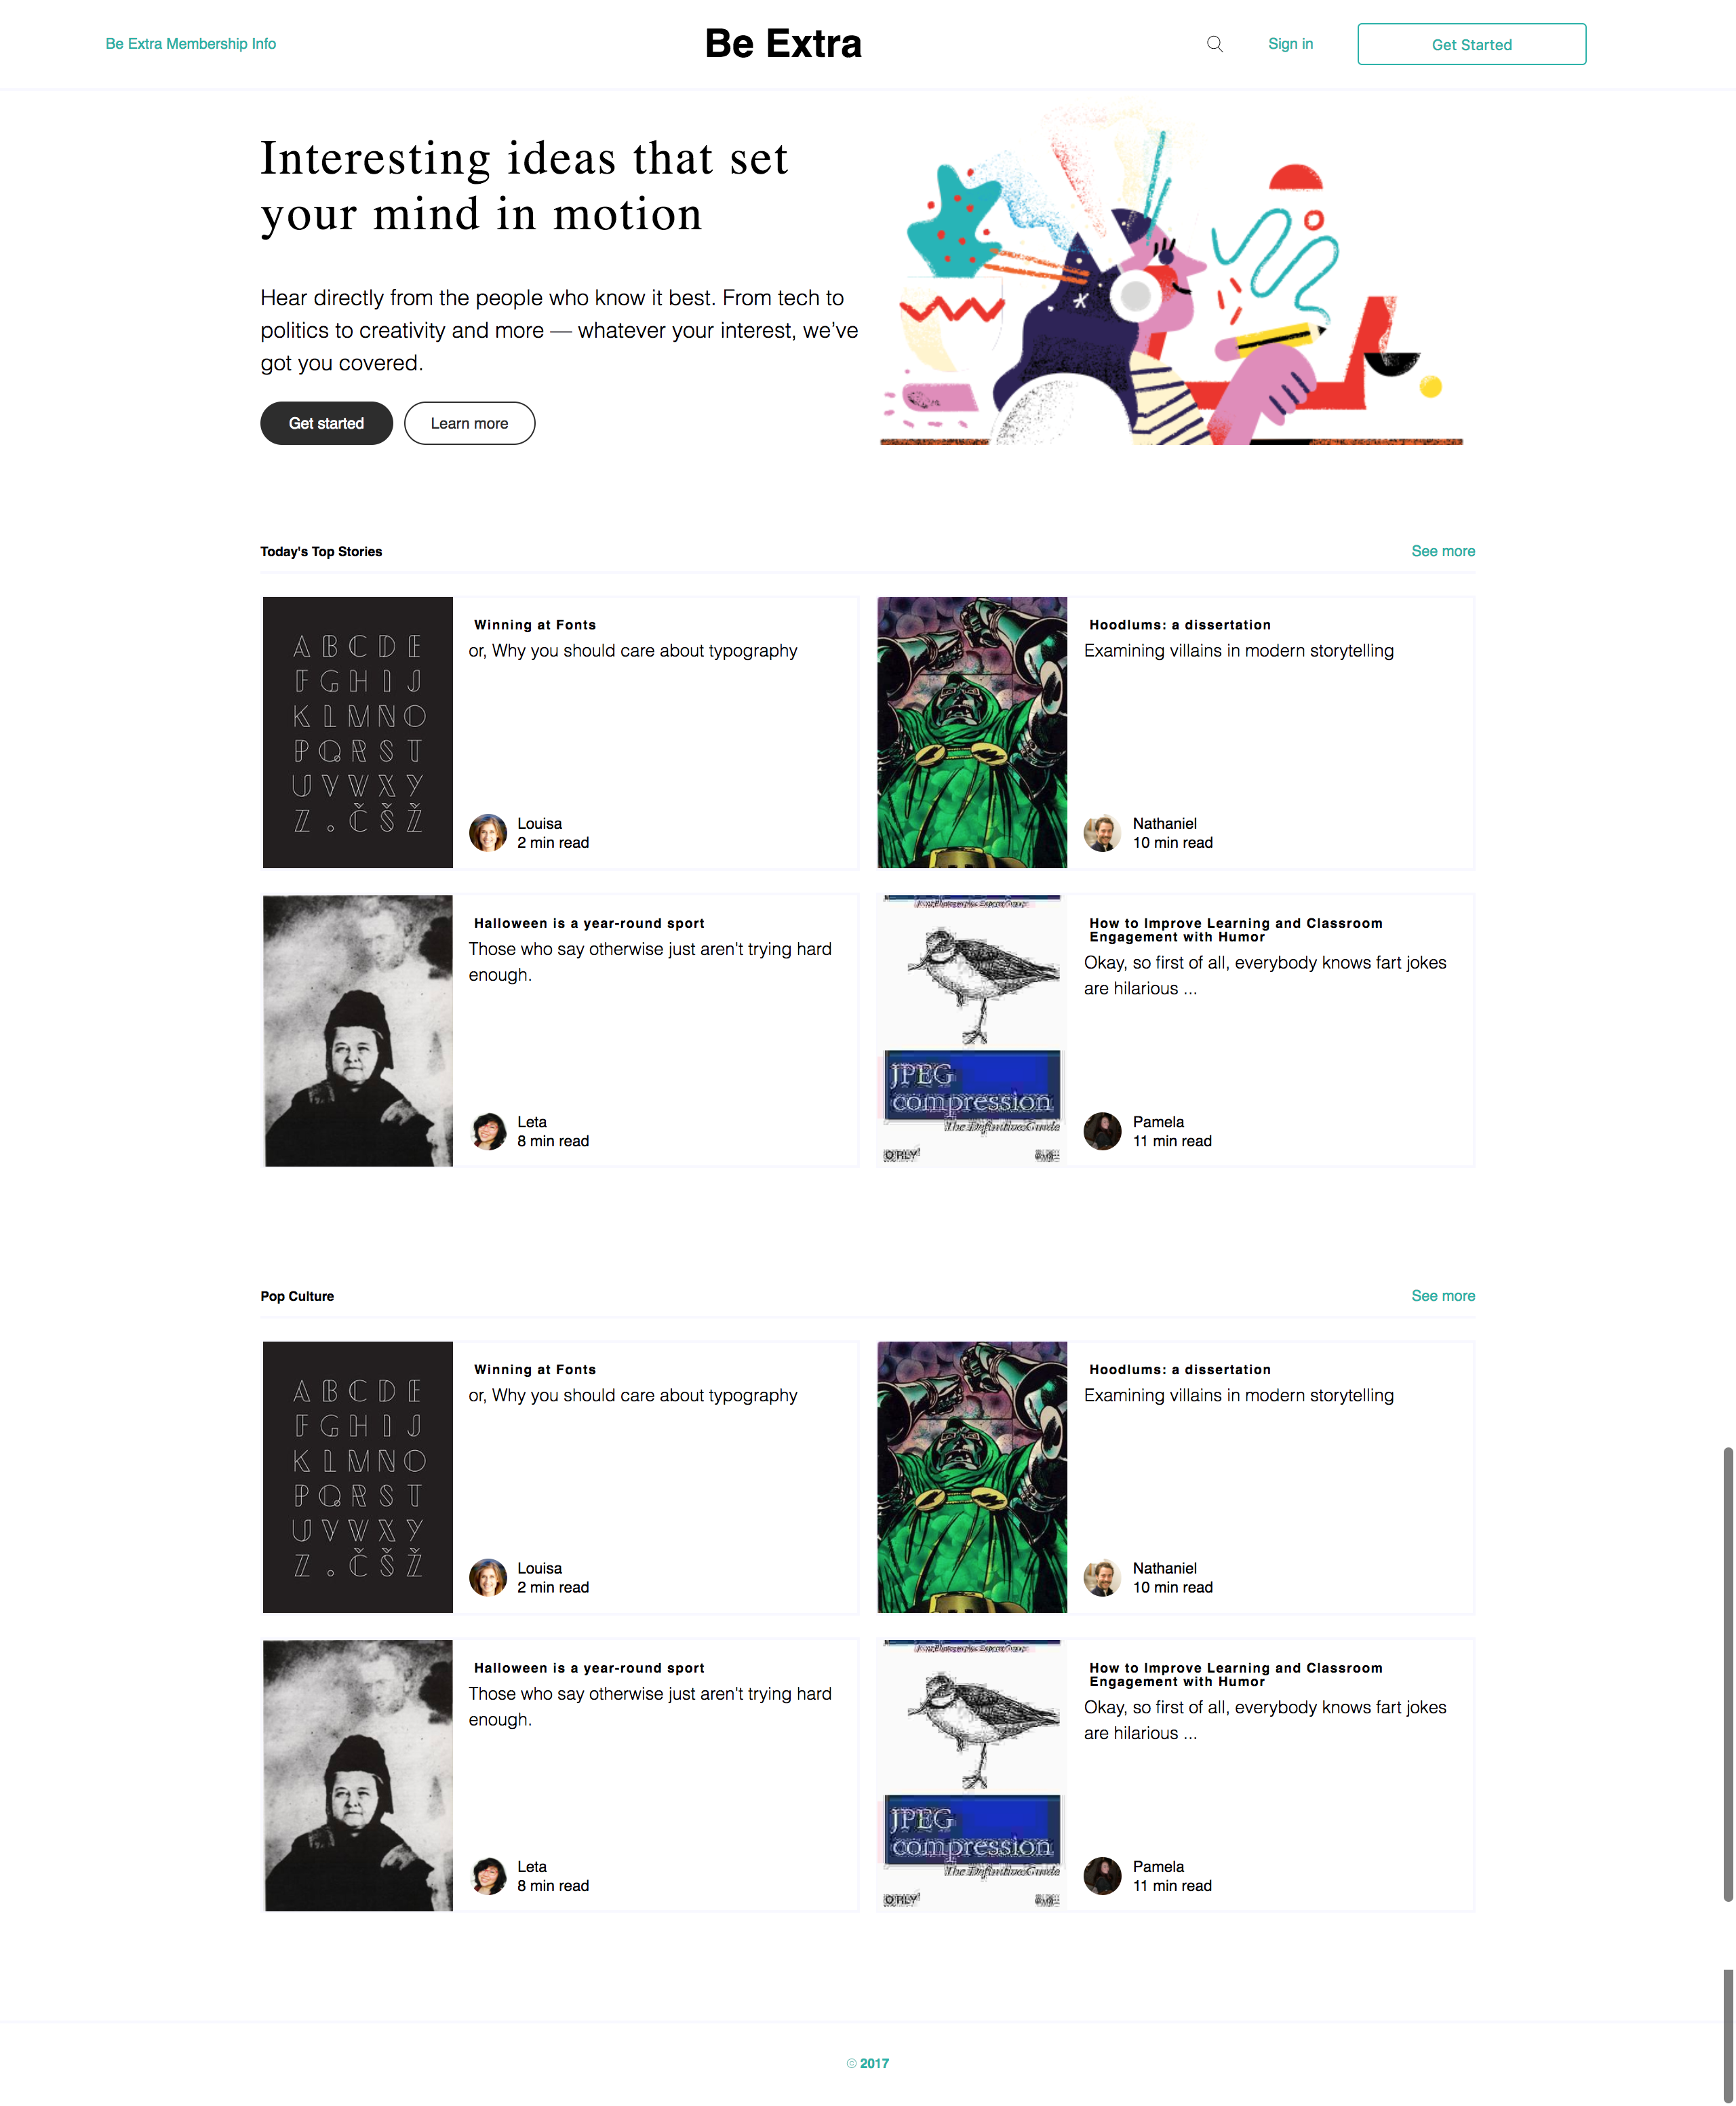 Be Extra Membership Info
Be Extra
Sign in
Get Started
Interesting ideas that set
your mind in motion
Hear directly from the people who know it best. From tech to
politics to creativity and more — whatever your interest, we’ve
got you covered.
Get started
Learn more
Today's Top Stories
See more
A B C D E
F G H I J
K L M N O
P Q R S T
U V W X Y
Z . Č Š Ž
Winning at Fonts
or, Why you should care about typography
Louisa
2 min read
Hoodlums: a dissertation
Examining villains in modern storytelling
Nathaniel
10 min read
Halloween is a year-round sport
Those who say otherwise just aren't trying hard
enough.
Leta
8 min read
JPEG
compression
The Definitive Guide
O RLY
How to Improve Learning and Classroom
Engagement with Humor
Okay, so first of all, everybody knows fart jokes
are hilarious ...
Pamela
11 min read
Pop Culture
See more
A B C D E
F G H I J
K L M N O
P Q R S T
U V W X Y
Z . Č Š Ž
Winning at Fonts
or, Why you should care about typography
Louisa
2 min read
Hoodlums: a dissertation
Examining villains in modern storytelling
Nathaniel
10 min read
Halloween is a year-round sport
Those who say otherwise just aren't trying hard
enough.
Leta
8 min read
JPEG
compression
The Definitive Guide
O RLY
How to Improve Learning and Classroom
Engagement with Humor
Okay, so first of all, everybody knows fart jokes
are hilarious ...
Pamela
11 min read
© 2017